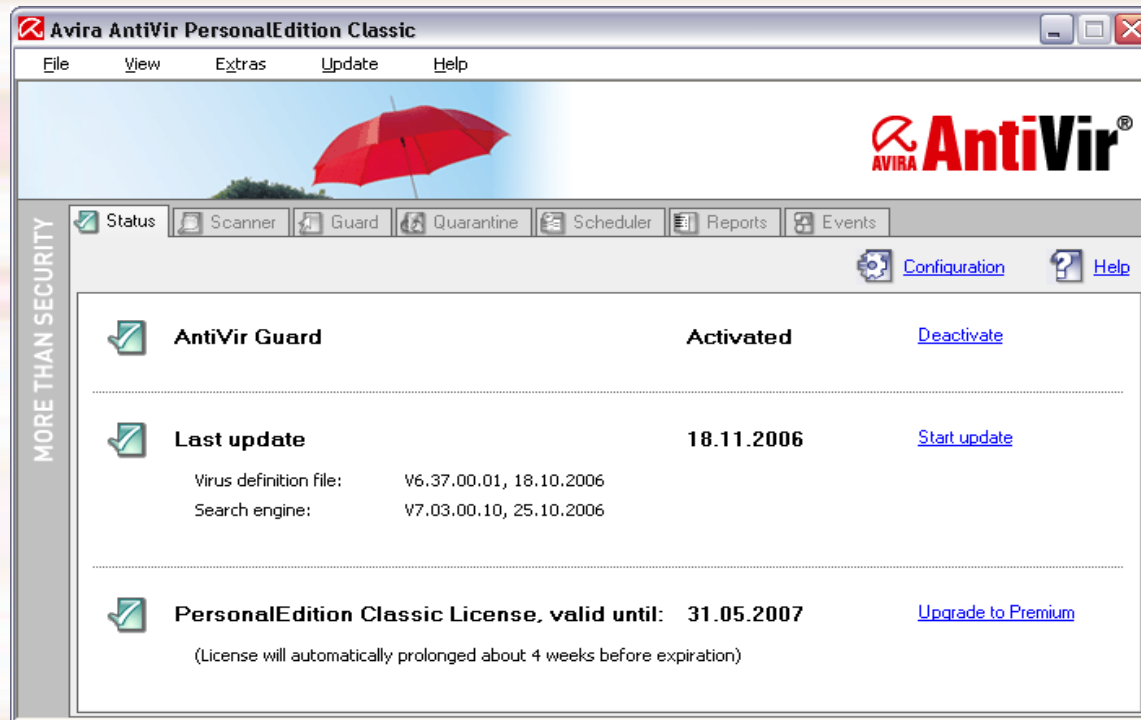 Avira AntiVir PersonalEdition Classic
File View Extras Update Help
AVIRA AntiVir®
MORE THAN SECURITY
Status Scanner Guard Quarantine Scheduler Reports Events
Configuration Help
AntiVir Guard Activated Deactivate
Last update 18.11.2006 Start update
Virus definition file: V6.37.00.01, 18.10.2006
Search engine: V7.03.00.10, 25.10.2006
PersonalEdition Classic License, valid until: 31.05.2007 Upgrade to Premium
(License will automatically prolonged about 4 weeks before expiration)